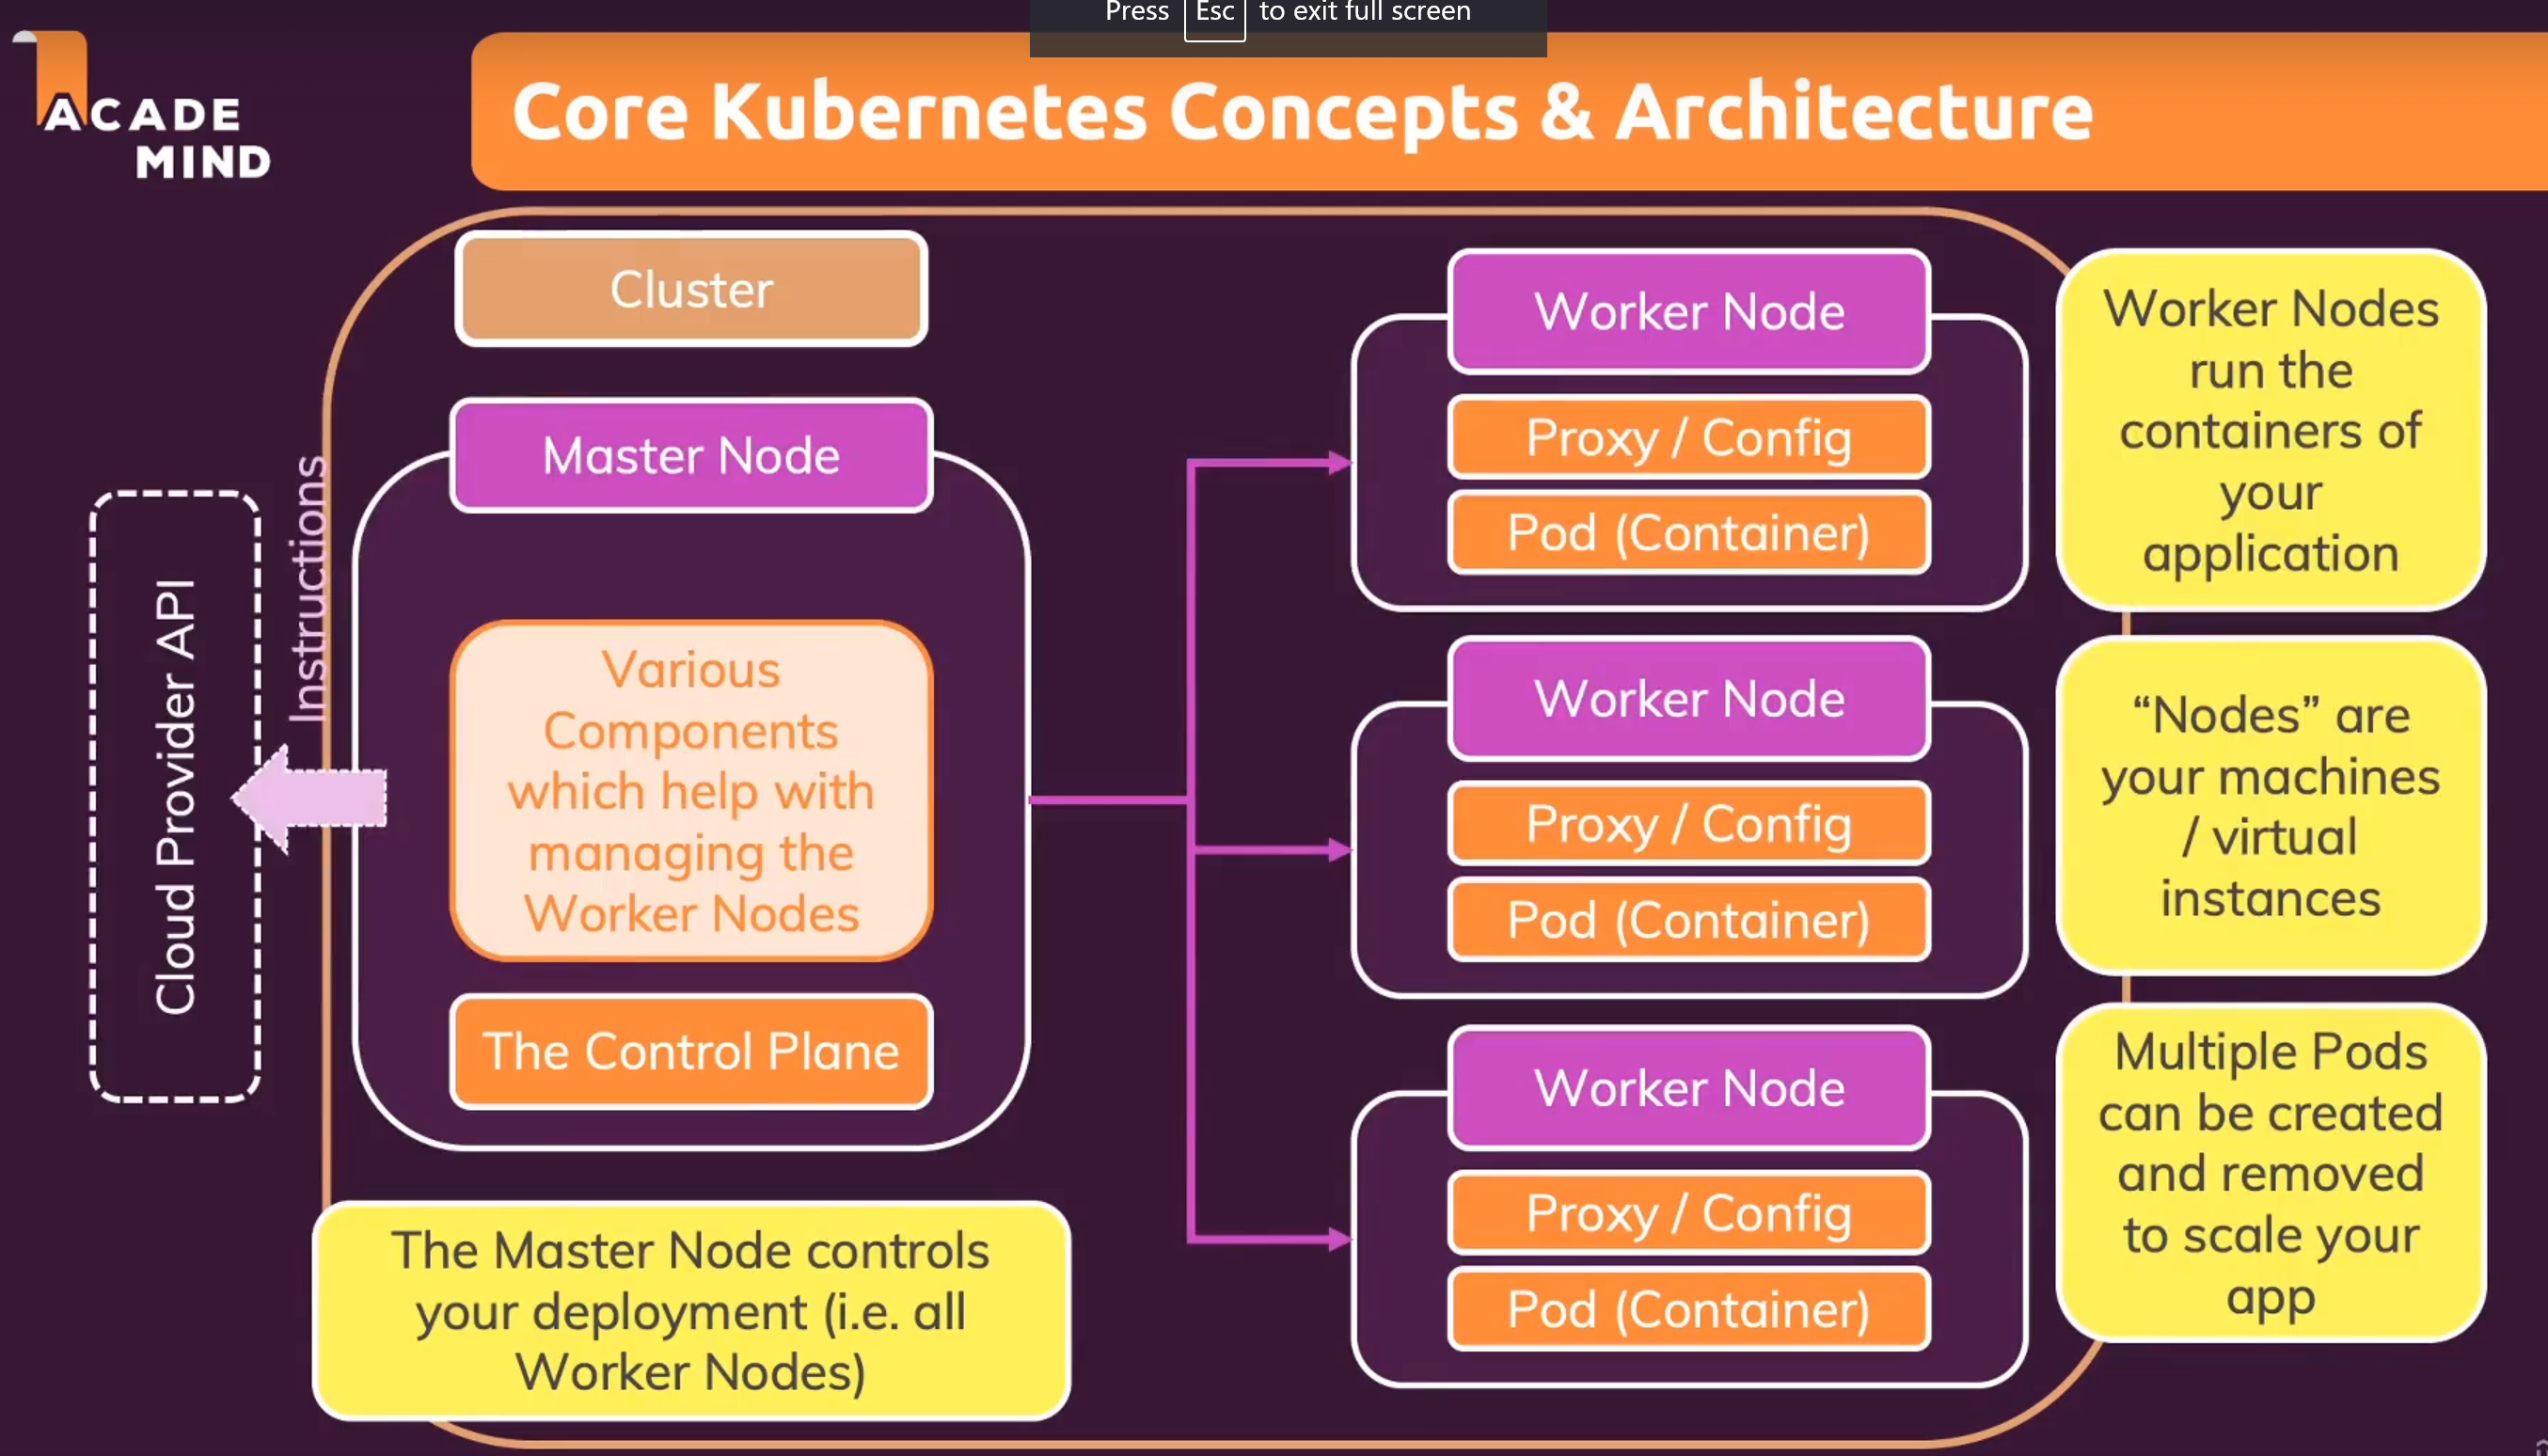 Press Esc to exit full screen
ACADE
MIND
Core Kubernetes Concepts & Architecture
Cluster
Master Node
Various
Components
which help with
managing the
Worker Nodes
The Control Plane
Instructions
Cloud Provider API
The Master Node controls
your deployment (i.e. all
Worker Nodes)
Worker Node
Proxy / Config
Pod (Container)
Worker Node
Proxy / Config
Pod (Container)
Worker Node
Proxy / Config
Pod (Container)
Worker Nodes
run the
containers of
your
application
“Nodes” are
your machines
/ virtual
instances
Multiple Pods
can be created
and removed
to scale your
app